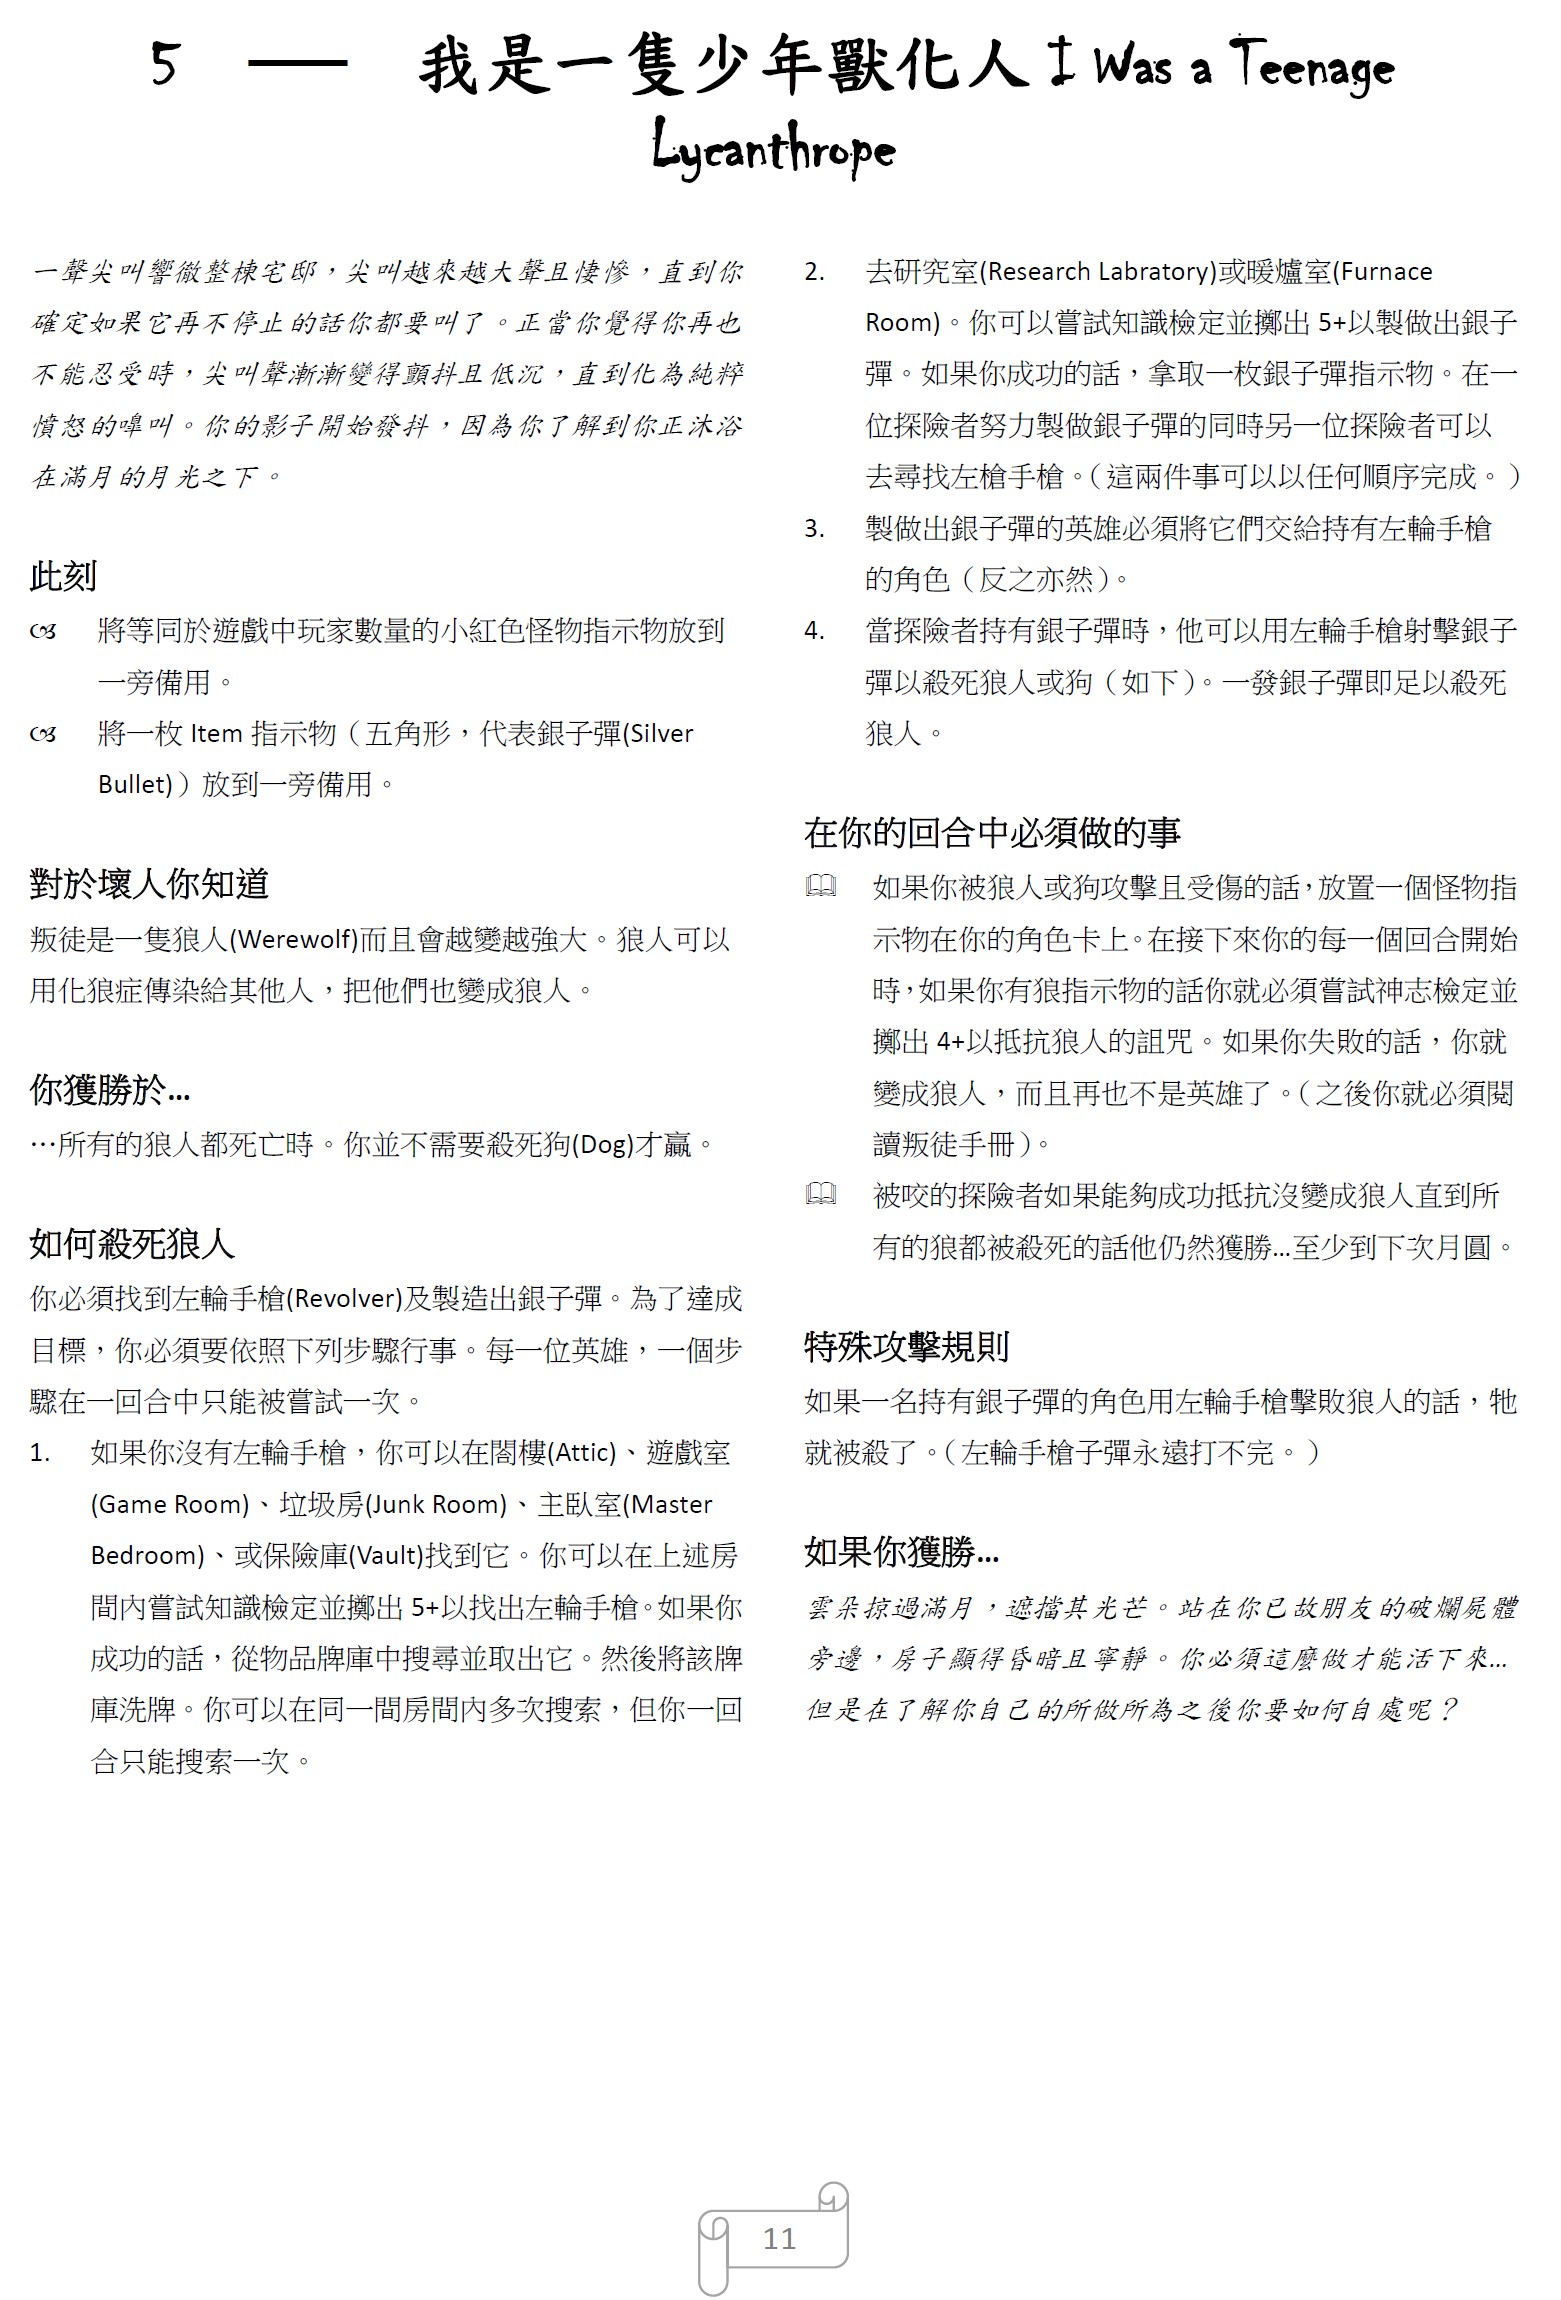 5 — 我是一隻少年獸化人 I Was a Teenage
Lycanthrope
一聲尖叫響徹整棟宅邸，尖叫越來越大聲且悽慘，直到你
確定如果它再不停止的話你都要叫了。正當你覺得你再也
不能忍受時，尖叫聲漸漸變得顫抖且低沉，直到化為純粹
憤怒的嗥叫。你的影子開始發抖，因為你了解到你正沐浴
在滿月的月光之下。
此刻
將等同於遊戲中玩家數量的小紅色怪物指示物放到
一旁備用。
將一枚 Item 指示物（五角形，代表銀子彈(Silver
Bullet)）放到一旁備用。
對於壞人你知道
叛徒是一隻狼人(Werewolf)而且會越變越強大。狼人可以
用化狼症傳染給其他人，把他們也變成狼人。
你獲勝於…
…所有的狼人都死亡時。你並不需要殺死狗(Dog)才贏。
如何殺死狼人
你必須找到左輪手槍(Revolver)及製造出銀子彈。為了達成
目標，你必須要依照下列步驟行事。每一位英雄，一個步
驟在一回合中只能被嘗試一次。
1. 如果你沒有左輪手槍，你可以在閣樓(Attic)、遊戲室
(Game Room)、垃圾房(Junk Room)、主臥室(Master
Bedroom)、或保險庫(Vault)找到它。你可以在上述房
間內嘗試知識檢定並擲出 5+以找出左輪手槍。如果你
成功的話，從物品牌庫中搜尋並取出它。然後將該牌
庫洗牌。你可以在同一間房間內多次搜索，但你一回
合只能搜索一次。
2. 去研究室(Research Labratory)或暖爐室(Furnace
Room)。你可以嘗試知識檢定並擲出 5+以製做出銀子
彈。如果你成功的話，拿取一枚銀子彈指示物。在一
位探險者努力製做銀子彈的同時另一位探險者可以
去尋找左槍手槍。（這兩件事可以以任何順序完成。）
3. 製做出銀子彈的英雄必須將它們交給持有左輪手槍
的角色（反之亦然）。
4. 當探險者持有銀子彈時，他可以用左輪手槍射擊銀子
彈以殺死狼人或狗（如下）。一發銀子彈即足以殺死
狼人。
在你的回合中必須做的事
如果你被狼人或狗攻擊且受傷的話，放置一個怪物指
示物在你的角色卡上。在接下來你的每一個回合開始
時，如果你有狼指示物的話你就必須嘗試神志檢定並
擲出 4+以抵抗狼人的詛咒。如果你失敗的話，你就
變成狼人，而且再也不是英雄了。（之後你就必須閱
讀叛徒手冊）。
被咬的探險者如果能夠成功抵抗沒變成狼人直到所
有的狼都被殺死的話他仍然獲勝…至少到下次月圓。
特殊攻擊規則
如果一名持有銀子彈的角色用左輪手槍擊敗狼人的話，牠
就被殺了。（左輪手槍子彈永遠打不完。）
如果你獲勝…
雲朵掠過滿月，遮擋其光芒。站在你已故朋友的破爛屍體
旁邊，房子顯得昏暗且寧靜。你必須這麼做才能活下來…
但是在了解你自己的所做所為之後你要如何自處呢？
11